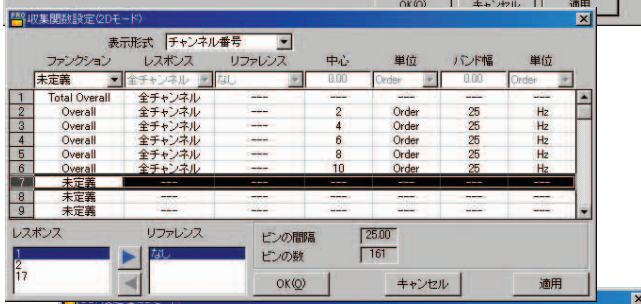 OK(O) キャンセル 適用
収集関数設定(2Dモード)
表示形式 チャンネル番号
ファンクション レスポンス リファレンス 中心 単位 バンド幅 単位
未定義 全チャンネル なし 0.00 Order 0.00 Order
1 Total Overall 全チャンネル --- --- --- --- ---
2 Overall 全チャンネル --- 2 Order 25 Hz
3 Overall 全チャンネル --- 4 Order 25 Hz
4 Overall 全チャンネル --- 6 Order 25 Hz
5 Overall 全チャンネル --- 8 Order 25 Hz
6 Overall 全チャンネル --- 10 Order 25 Hz
7 未定義 --- --- --- --- --- ---
8 未定義 --- --- --- --- --- ---
9 未定義 --- --- --- --- --- ---
レスポンス リファレンス ビンの間隔 25.00
1 なし ビンの数 161
2
17
OK(O) キャンセル 適用